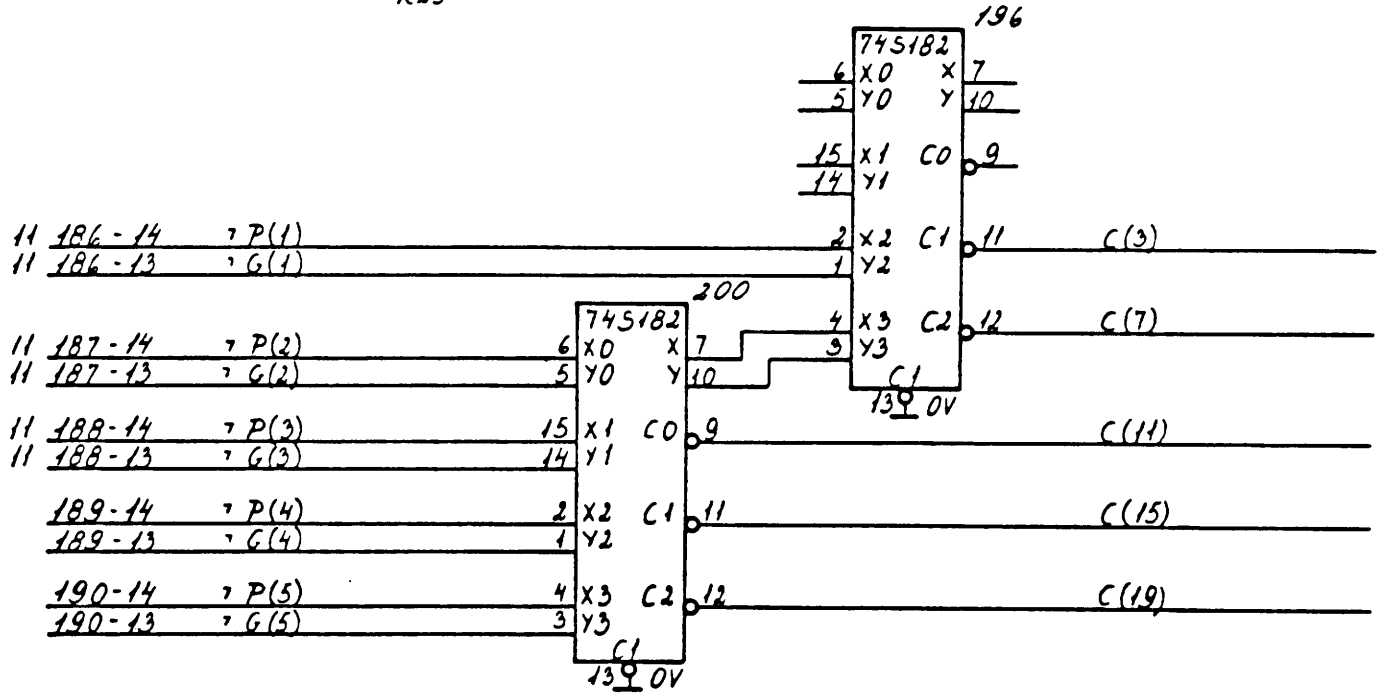 196
74S182
6 X0 X 7
5 Y0 Y 10
15 X1 C0 9
14 Y1
11 186-14 ¬ P(1) 2 X2 C1 11 C(3)
11 186-13 ¬ G(1) 1 Y2
200
74S182
4 X3 C2 12 C(7)
11 187-14 ¬ P(2) 6 X0 X 7
3 Y3
11 187-13 ¬ G(2) 5 Y0 Y 10
CI
13 0V
11 188-14 ¬ P(3) 15 X1 C0 9 C(11)
11 188-13 ¬ G(3) 14 Y1
189-14 ¬ P(4) 2 X2 C1 11 C(15)
189-13 ¬ G(4) 1 Y2
190-14 ¬ P(5) 4 X3 C2 12 C(19)
190-13 ¬ G(5) 3 Y3
CI
13 0V